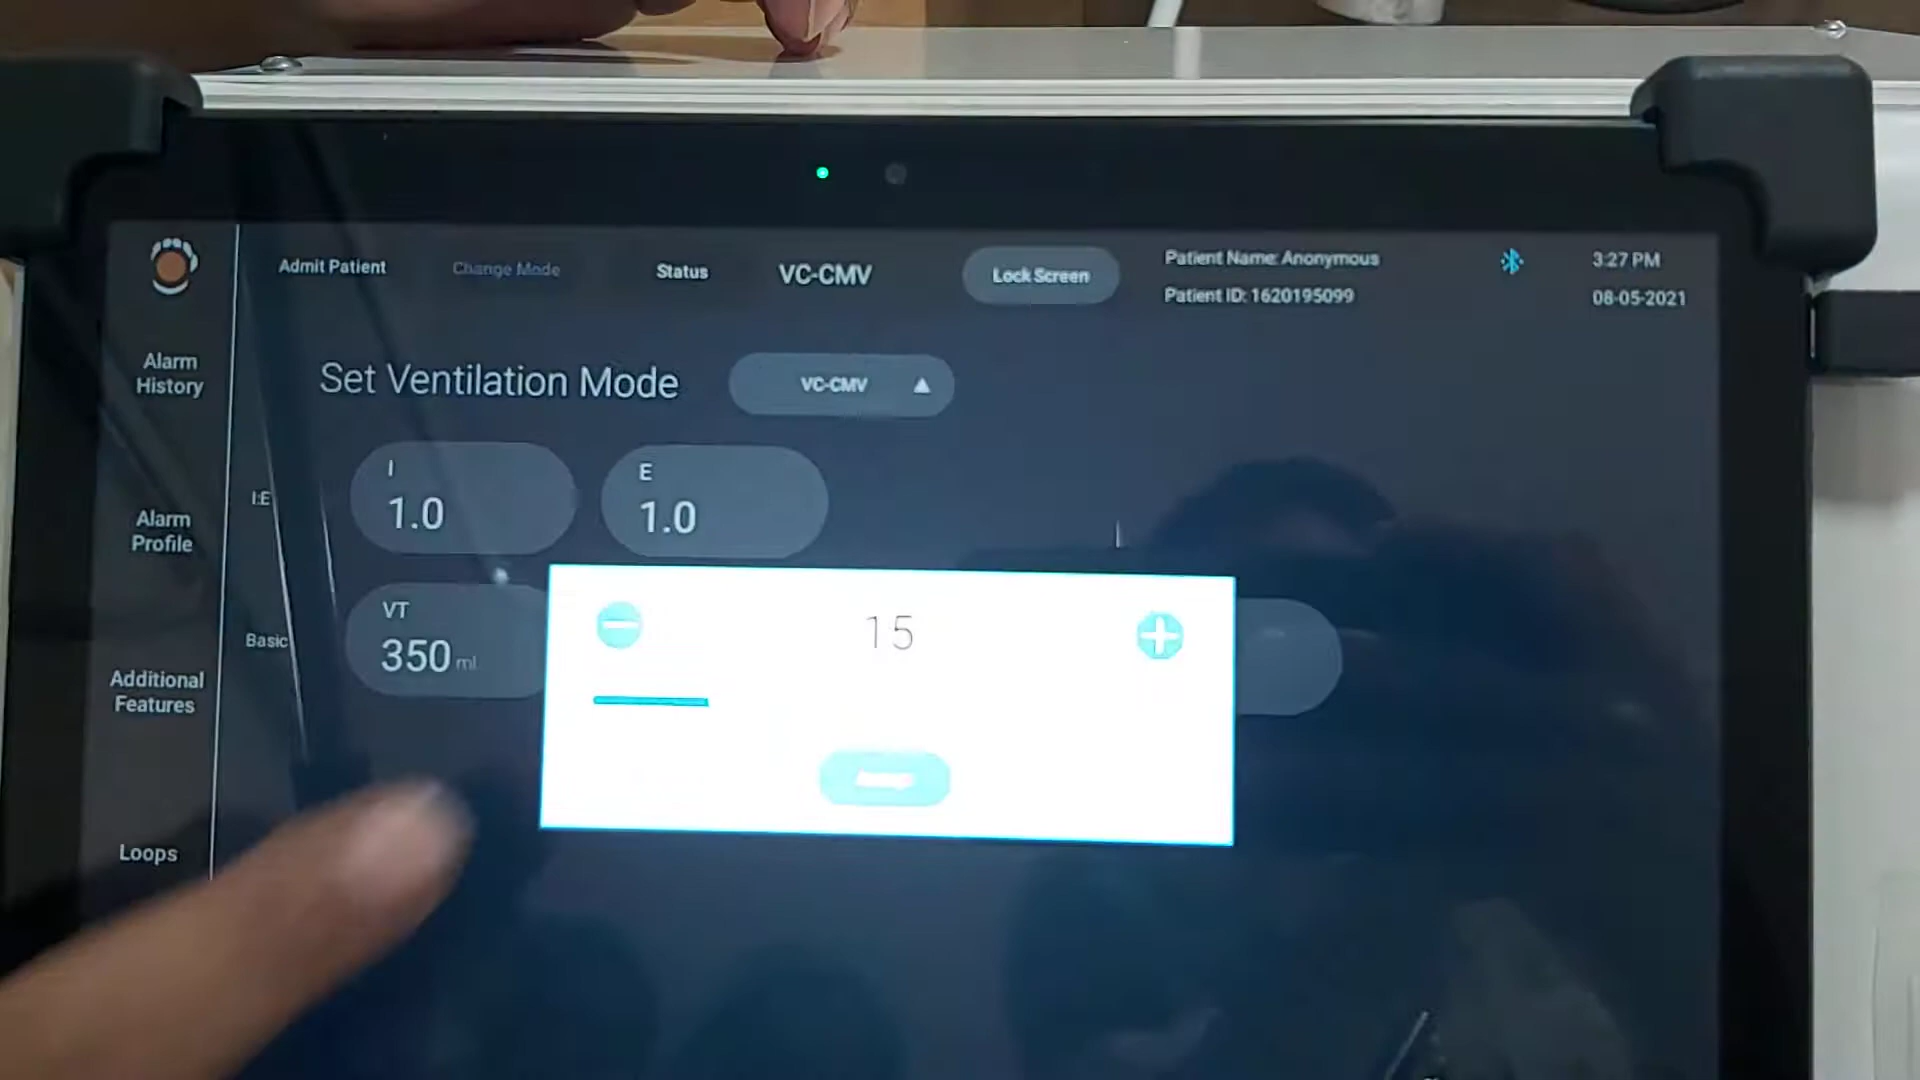 Admit Patient
Change Mode
Status
VC-CMV
Lock Screen
Patient Name: Anonymous
Patient ID: 1620195099
3:27 PM
08-05-2021
Alarm
History
Alarm
Profile
Additional
Features
Loops
Set Ventilation Mode
VC-CMV
I:E
I
1.0
E
1.0
Basic
VT
350 ml
15